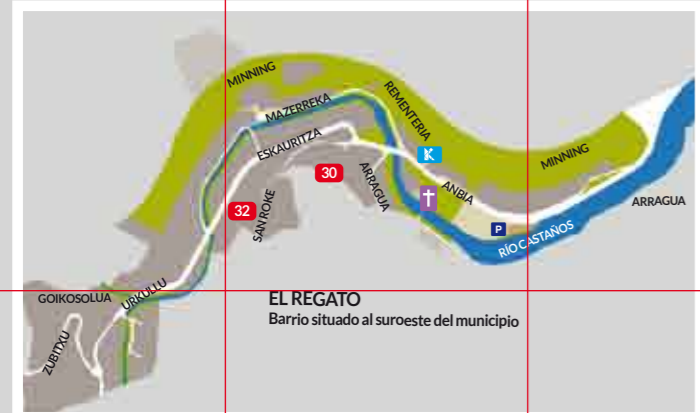 MINNING
MAZERREKA
REMENTERIA
ESKAURITZA
K
MINNING
30
ARRAGUA
ANBIA
32
SAN ROKE
ARRAGUA
P
RÍO CASTAÑOS
GOIKOSOLUA
URKULLU
EL REGATO
Barrio situado al suroeste del municipio
ZUBITXU